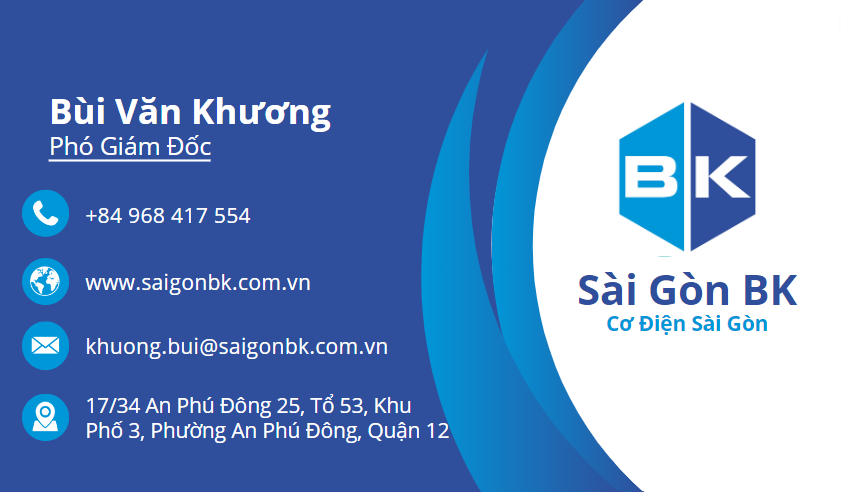 Bùi Văn Khương
Phó Giám Đốc
+84 968 417 554
www.saigonbk.com.vn
khuong.bui@saigonbk.com.vn
17/34 An Phú Đông 25, Tổ 53, Khu
Phố 3, Phường An Phú Đông, Quận 12
BK
Sài Gòn BK
Cơ Điện Sài Gòn